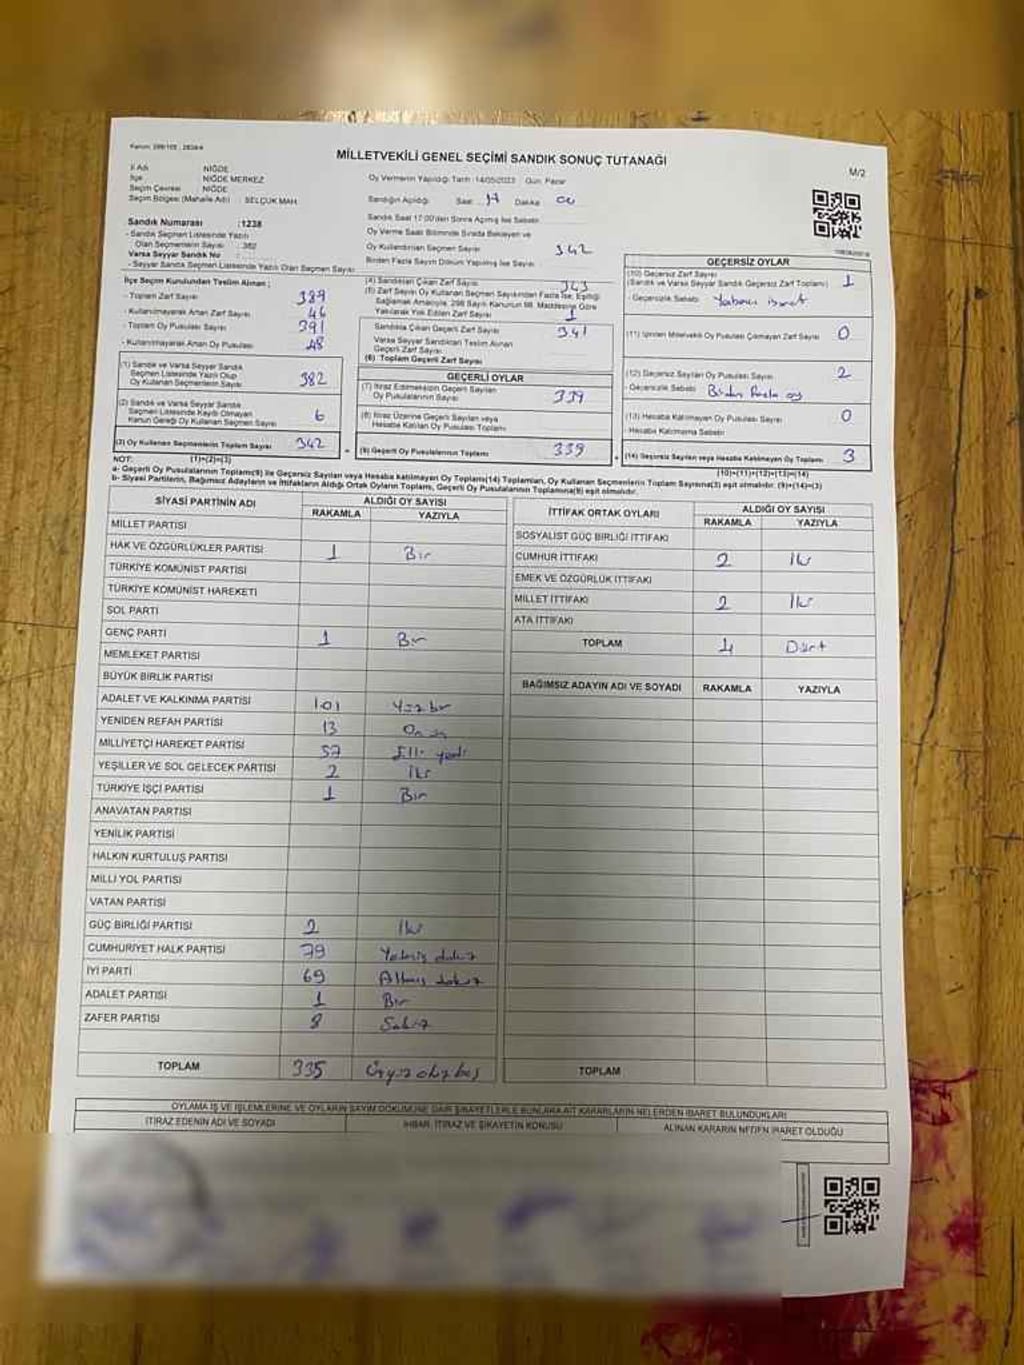 MİLLETVEKİLİ GENEL SEÇİMİ SANDIK SONUÇ TUTANAĞI
M/2
İl Adı NİĞDE
İlçe NİĞDE MERKEZ
Seçim Çevresi NİĞDE
Seçim Bölgesi (Mahalle Adı) : SELÇUK MAH.
Oy Vermenin Yapıldığı Tarih : 14/05/2023 Gün: Pazar
Sandığın Açıldığı Saat: 17 Dakika 00
Sandık Saat 17:00'den Sonra Açılmış İse Sebebi
Oy Verme Saati Bitiminde Sırada Bekleyen ve
Oy Kullandırılan Seçmen Sayısı 342
Birden Fazla Sayım Döküm Yapılmış İse Sayısı
Sandık Numarası : 1238
- Sandık Seçmen Listesinde Yazılı
Olan Seçmenlerin Sayısı : 382
Varsa Seyyar Sandık No
- Seyyar Sandık Seçmen Listesinde Yazılı Olan Seçmen Sayısı
İlçe Seçim Kurulundan Teslim Alınan ;
- Toplam Zarf Sayısı 389
- Kullanılmayarak Artan Zarf Sayısı 46
- Toplam Oy Pusulası Sayısı 391
- Kullanılmayarak Artan Oy Pusulası 48
(1) Sandık ve Varsa Seyyar Sandık
Seçmen Listesinde Yazılı Olup
Oy Kullanan Seçmenlerin Sayısı 382
(2) Sandık ve Varsa Seyyar Sandık
Seçmen Listesinde Kayıtlı Olmayan
Kanun Gereği Oy Kullanan Seçmen Sayısı 6
(3) Oy Kullanan Seçmenlerin Toplam Sayısı 342
(4) Sandıktan Çıkan Zarf Sayısı 343
(5) Zarf Sayısı Oy Kullanan Seçmen Sayısından Fazla İse, Eşitliği
Sağlamak Amacıyla, 298 Sayılı Kanunun 98. Maddesine Göre
Yakılarak Yok Edilen Zarf Sayısı 1
Sandıkta Çıkan Geçerli Zarf Sayısı 341
Varsa Seyyar Sandıktan Teslim Alınan
Geçerli Zarf Sayısı
(6) Toplam Geçerli Zarf Sayısı
GEÇERLİ OYLAR
(7) İtiraz Edilmeksizin Geçerli Sayılan
Oy Pusulalarının Sayısı 339
(8) İtiraz Üzerine Geçerli Sayılan veya
Hesaba Katılan Oy Pusulaları Toplamı
(9) Geçerli Oy Pusulalarının Toplamı 339
GEÇERSİZ OYLAR
(10) Geçersiz Zarf Sayısı
(Sandık ve Varsa Seyyar Sandık Geçersiz Zarf Toplamı) 1
- Geçersizlik Sebebi Yabancı işaret
(11) İçinden Milletvekili Oy Pusulası Çıkmayan Zarf Sayısı 0
(12) Geçersiz Sayılan Oy Pusulası Sayısı 2
- Geçersizlik Sebebi Birden fazla oy
(13) Hesaba Katılmayan Oy Pusulası Sayısı 0
- Hesaba Katılmama Sebebi
(14) Geçersiz Sayılan veya Hesaba Katılmayan Oy Toplamı 3
NOT: (1)+(2)=(3) (10)+(11)+(12)+(13)=(14)
a- Geçerli Oy Pusulalarının Toplamı(9) ile Geçersiz Sayılan veya Hesaba katılmayan Oy Toplamı(14) Toplamları, Oy Kullanan Seçmenlerin Toplam Sayısına(3) eşit olmalıdır. (9)+(14)=(3)
b- Siyasi Partilerin, Bağımsız Adayların ve İttifakların Aldığı Ortak Oyların Toplamı, Geçerli Oy Pusulalarının Toplamına(9) eşit olmalıdır.
SİYASİ PARTİNİN ADI ALDIĞI OY SAYISI
RAKAMLA YAZIYLA
MİLLET PARTİSİ
HAK VE ÖZGÜRLÜKLER PARTİSİ 1 Bir
TÜRKİYE KOMÜNİST PARTİSİ
TÜRKİYE KOMÜNİST HAREKETİ
SOL PARTİ
GENÇ PARTİ 1 Bir
MEMLEKET PARTİSİ
BÜYÜK BİRLİK PARTİSİ
ADALET VE KALKINMA PARTİSİ 101 Yüzbir
YENİDEN REFAH PARTİSİ 13
MİLLİYETÇİ HAREKET PARTİSİ 57 Elli yedi
YEŞİLLER VE SOL GELECEK PARTİSİ 2 İki
TÜRKİYE İŞÇİ PARTİSİ 1 Bir
ANAVATAN PARTİSİ
YENİLİK PARTİSİ
HALKIN KURTULUŞ PARTİSİ
MİLLİ YOL PARTİSİ
VATAN PARTİSİ
GÜÇ BİRLİĞİ PARTİSİ 2 İki
CUMHURİYET HALK PARTİSİ 79 Yetmiş dokuz
İYİ PARTİ 69 Altmış dokuz
ADALET PARTİSİ 1 Bir
ZAFER PARTİSİ 8 Sekiz
TOPLAM 335 Üçyüz otuz beş
İTTİFAK ORTAK OYLARI ALDIĞI OY SAYISI
RAKAMLA YAZIYLA
SOSYALİST GÜÇ BİRLİĞİ İTTİFAKI
CUMHUR İTTİFAKI 2 İki
EMEK VE ÖZGÜRLÜK İTTİFAKI
MİLLET İTTİFAKI 2 İki
ATA İTTİFAKI
TOPLAM 4 Dört
BAĞIMSIZ ADAYIN ADI VE SOYADI RAKAMLA YAZIYLA
TOPLAM
OYLAMA İŞ VE İŞLEMLERİNE VE OYLARIN SAYIM DÖKÜMÜNE DAİR ŞİKAYETLERLE BUNLARA AİT KARARLARIN NELERDEN İBARET BULUNDUKLARI
İTİRAZ EDENİN ADI VE SOYADI İHBAR, İTİRAZ VE ŞİKAYETİN KONUSU ALINAN KARARIN NEDEN İBARET OLDUĞU